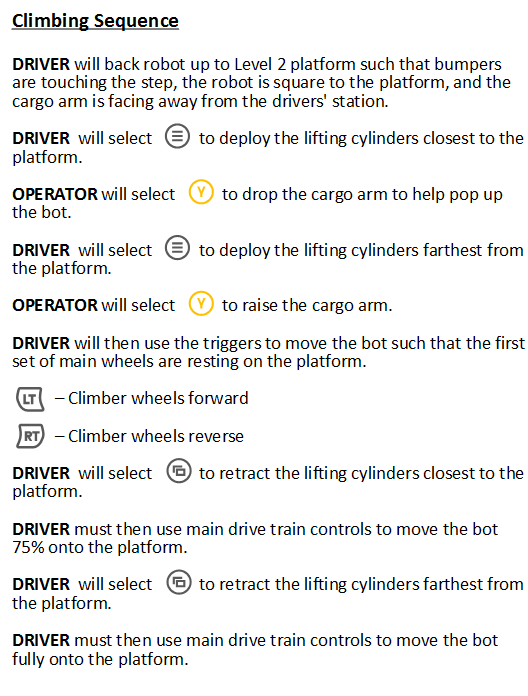 Climbing Sequence
DRIVER will back robot up to Level 2 platform such that bumpers
are touching the step, the robot is square to the platform, and the
cargo arm is facing away from the drivers' station.
DRIVER will select to deploy the lifting cylinders closest to the
platform.
OPERATOR will select Y to drop the cargo arm to help pop up
the bot.
DRIVER will select to deploy the lifting cylinders farthest from
the platform.
OPERATOR will select Y to raise the cargo arm.
DRIVER will then use the triggers to move the bot such that the first
set of main wheels are resting on the platform.
LT – Climber wheels forward
RT – Climber wheels reverse
DRIVER will select to retract the lifting cylinders closest to the
platform.
DRIVER must then use main drive train controls to move the bot
75% onto the platform.
DRIVER will select to retract the lifting cylinders farthest from
the platform.
DRIVER must then use main drive train controls to move the bot
fully onto the platform.